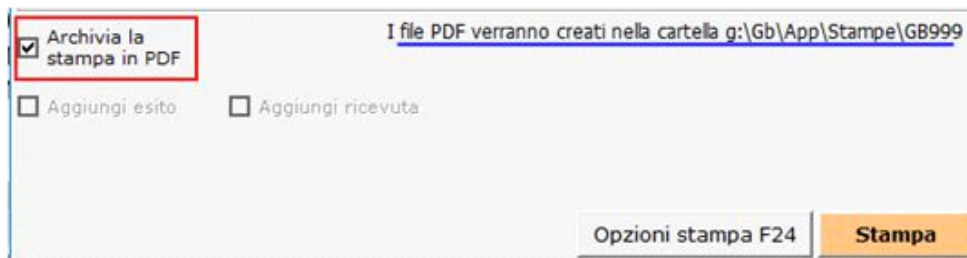 Archivia la
stampa in PDF
I file PDF verranno creati nella cartella g:\Gb\App\Stampe\GB999
Aggiungi esito
Aggiungi ricevuta
Opzioni stampa F24
Stampa